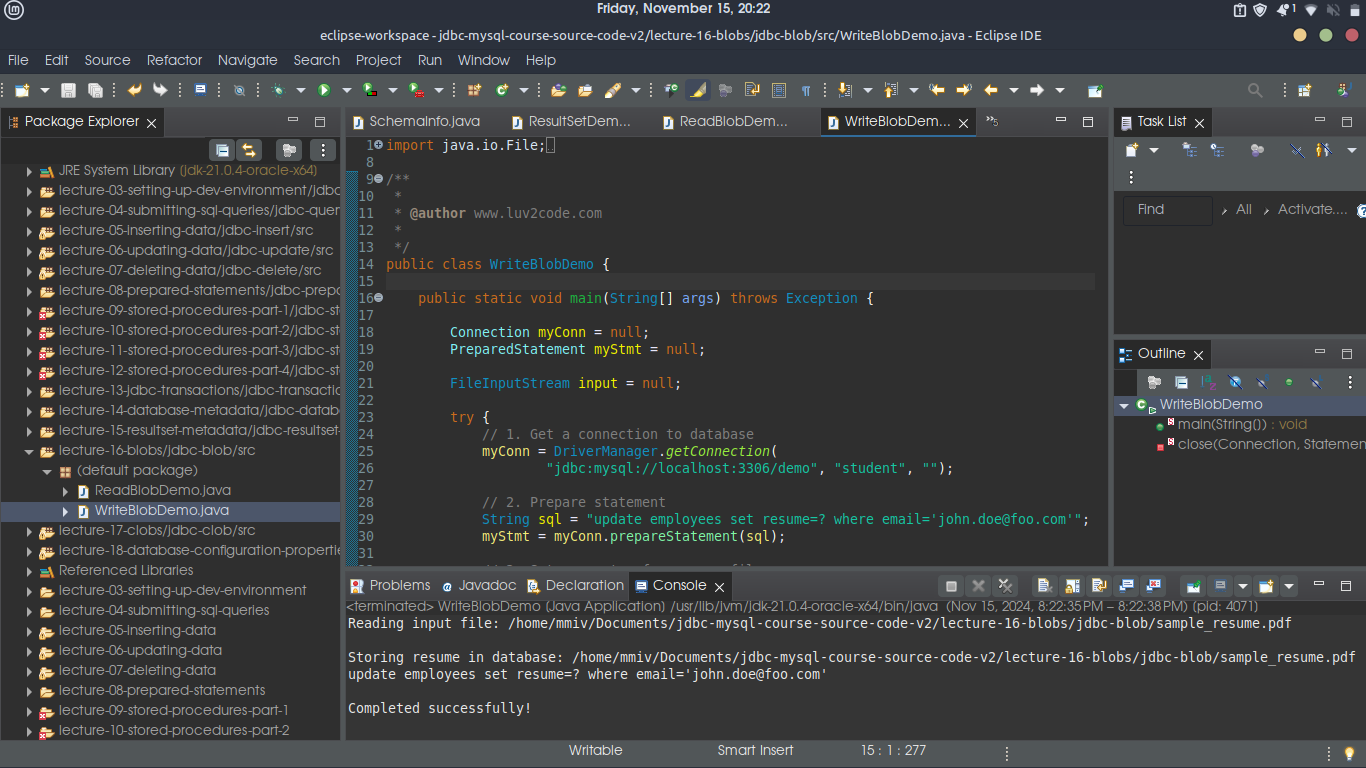 Friday, November 15, 20:22
1
eclipse-workspace - jdbc-mysql-course-source-code-v2/lecture-16-blobs/jdbc-blob/src/WriteBlobDemo.java - Eclipse IDE
File Edit Source Refactor Navigate Search Project Run Window Help
Package Explorer
JRE System Library [jdk-21.0.4-oracle-x64]
lecture-03-setting-up-dev-environment/jdbc
lecture-04-submitting-sql-queries/jdbc-quer
lecture-05-inserting-data/jdbc-insert/src
lecture-06-updating-data/jdbc-update/src
lecture-07-deleting-data/jdbc-delete/src
lecture-08-prepared-statements/jdbc-prepa
lecture-09-stored-procedures-part-1/jdbc-st
lecture-10-stored-procedures-part-2/jdbc-st
lecture-11-stored-procedures-part-3/jdbc-st
lecture-12-stored-procedures-part-4/jdbc-st
lecture-13-jdbc-transactions/jdbc-transactio
lecture-14-database-metadata/jdbc-datab
lecture-15-resultset-metadata/jdbc-resultset-
lecture-16-blobs/jdbc-blob/src
(default package)
ReadBlobDemo.java
WriteBlobDemo.java
lecture-17-clobs/jdbc-clob/src
lecture-18-database-configuration-propertie
Referenced Libraries
lecture-03-setting-up-dev-environment
lecture-04-submitting-sql-queries
lecture-05-inserting-data
lecture-06-updating-data
lecture-07-deleting-data
lecture-08-prepared-statements
lecture-09-stored-procedures-part-1
lecture-10-stored-procedures-part-2
SchemaInfo.java ResultSetDem... ReadBlobDem... WriteBlobDem... »5
1 import java.io.File;
8
9 /**
10 *
11 * @author www.luv2code.com
12 *
13 */
14 public class WriteBlobDemo {
15
16 public static void main(String[] args) throws Exception {
17
18 Connection myConn = null;
19 PreparedStatement myStmt = null;
20
21 FileInputStream input = null;
22
23 try {
24 // 1. Get a connection to database
25 myConn = DriverManager.getConnection(
26 "jdbc:mysql://localhost:3306/demo", "student", "");
27
28 // 2. Prepare statement
29 String sql = "update employees set resume=? where email='john.doe@foo.com'";
30 myStmt = myConn.prepareStatement(sql);
31
Task List
Find All Activate....
Outline
WriteBlobDemo
main(String[]) : void
close(Connection, Statemen
Problems Javadoc Declaration Console
<terminated> WriteBlobDemo [Java Application] /usr/lib/jvm/jdk-21.0.4-oracle-x64/bin/java (Nov 15, 2024, 8:22:35 PM – 8:22:38 PM) [pid: 4071]
Reading input file: /home/mmiv/Documents/jdbc-mysql-course-source-code-v2/lecture-16-blobs/jdbc-blob/sample_resume.pdf
Storing resume in database: /home/mmiv/Documents/jdbc-mysql-course-source-code-v2/lecture-16-blobs/jdbc-blob/sample_resume.pdf
update employees set resume=? where email='john.doe@foo.com'
Completed successfully!
Writable Smart Insert 15 : 1 : 277